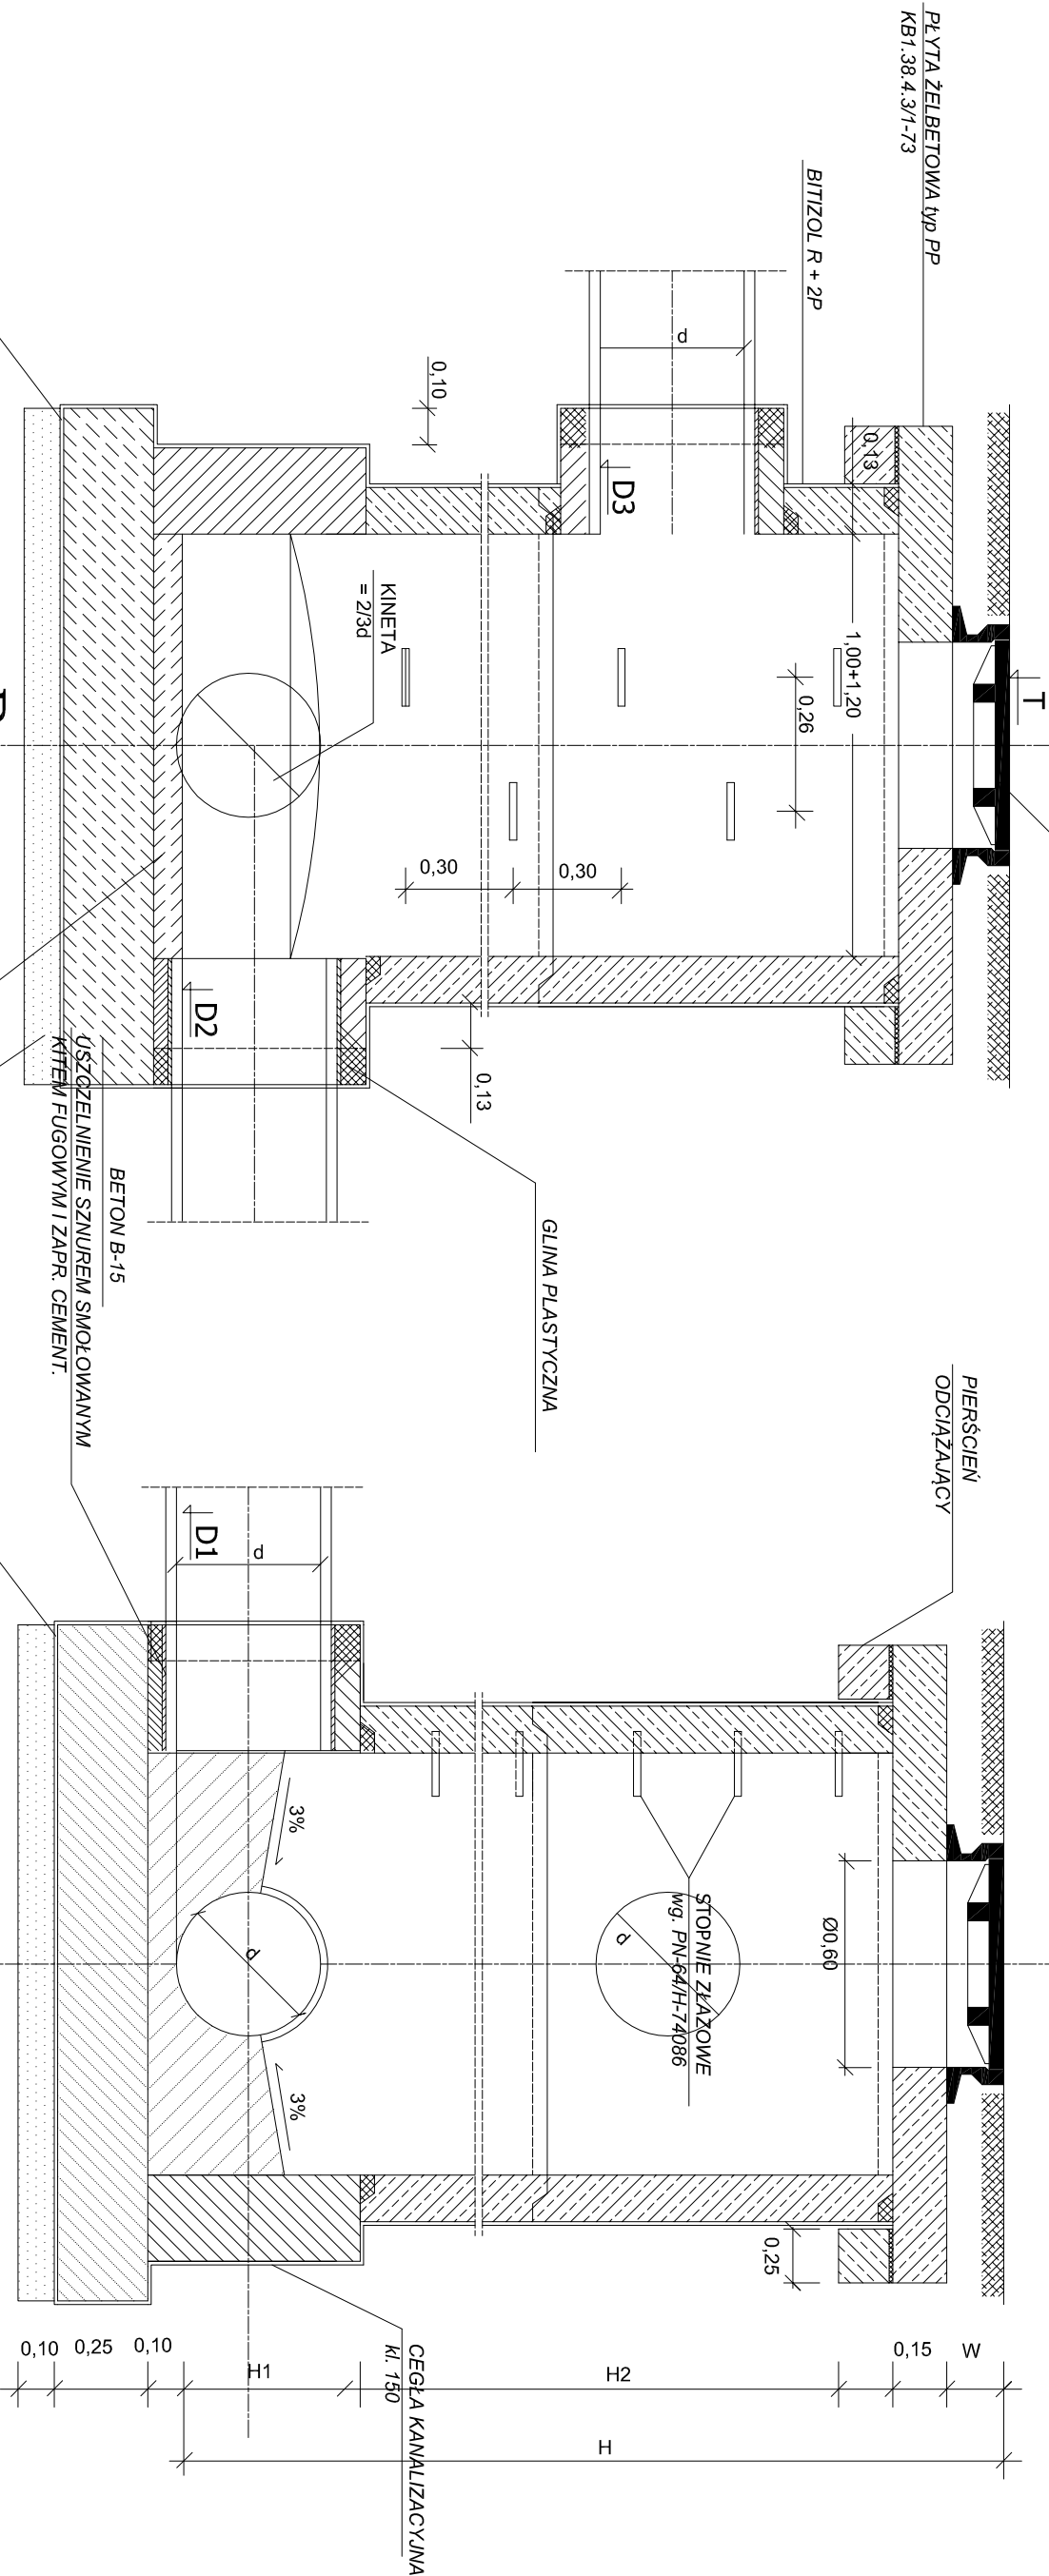 PŁYTA ŻELBETOWA typ PP
KB1.38.4.3/1-73
BITIZOL R + 2P
T
0,13
1,00+1,20
0,26
d
D3
0,10
0,30
0,30
KINETA
= 2/3d
D2
0,13
GLINA PLASTYCZNA
BETON B-15
USZCZELNIENIE SZNUREM SMOŁOWANYM
KITEM FUGOWYM I ZAPR. CEMENT.
PIERŚCIEŃ
ODCIĄŻAJĄCY
D1
d
3%
3%
d
d
STOPNIE ZŁAZOWE
wg. PN-64/H-74086
Ø0,60
0,25
CEGŁA KANALIZACYJNA
kl. 150
0,10
0,25
0,10
H1
H2
0,15
W
H